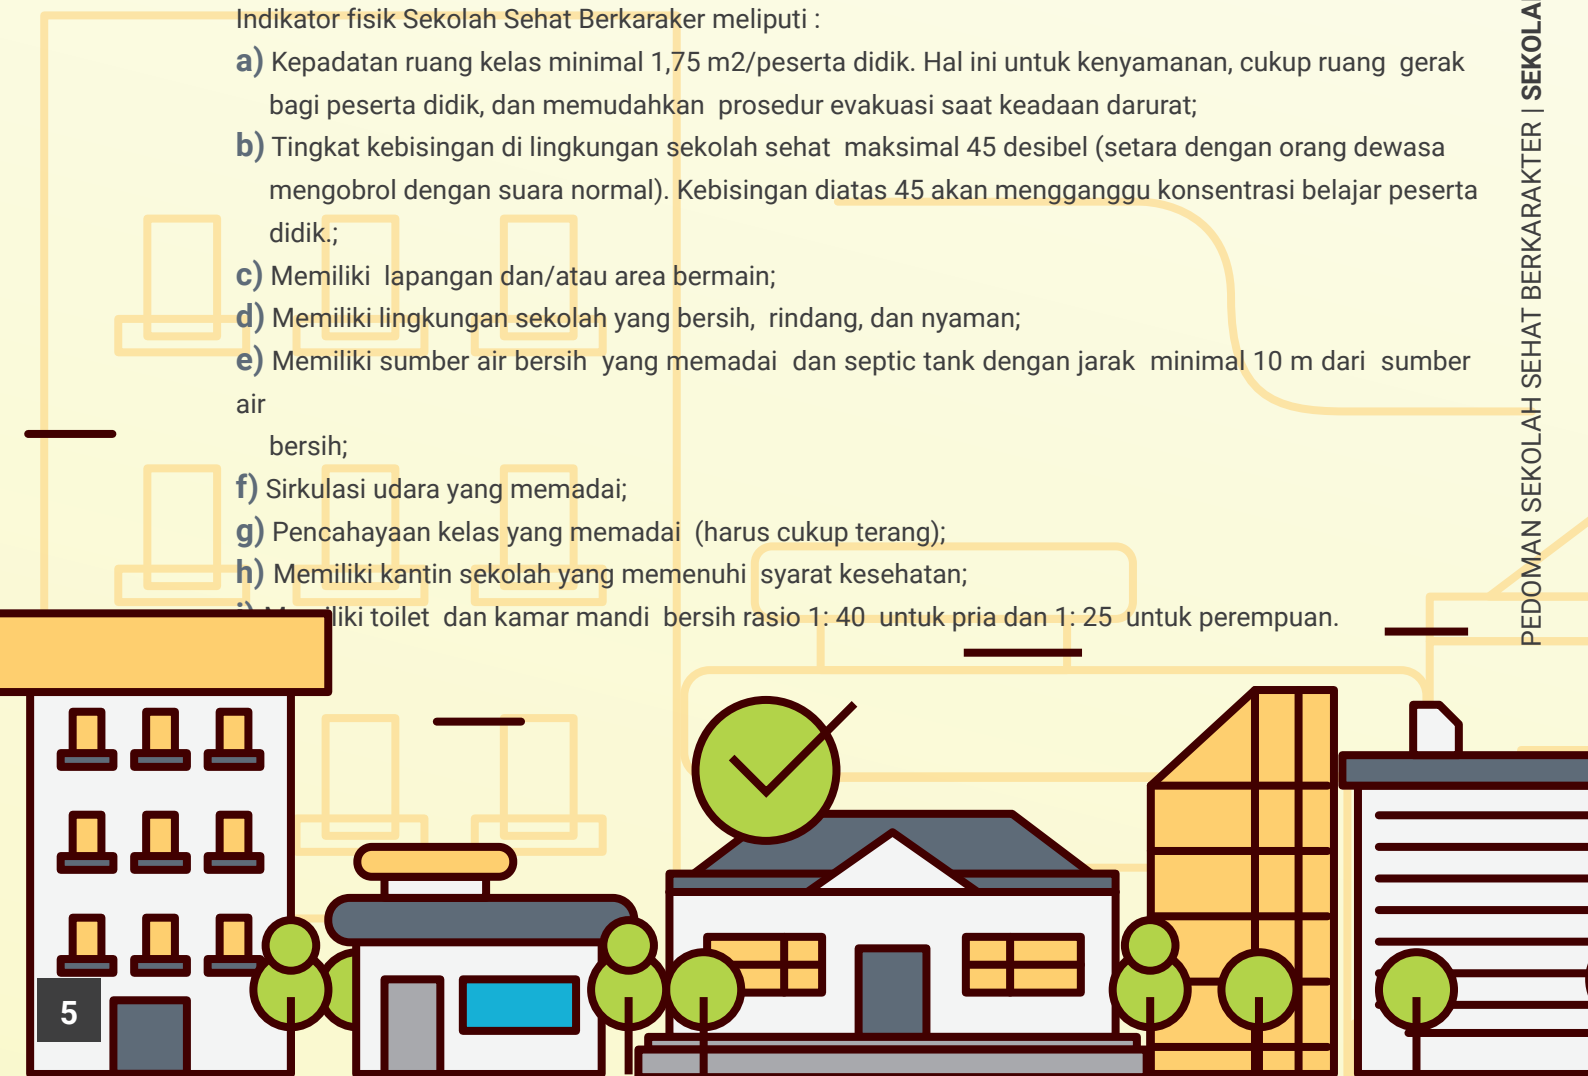 Indikator fisik Sekolah Sehat Berkaraker meliputi :
a) Kepadatan ruang kelas minimal 1,75 m2/peserta didik. Hal ini untuk kenyamanan, cukup ruang gerak
bagi peserta didik, dan memudahkan prosedur evakuasi saat keadaan darurat;
b) Tingkat kebisingan di lingkungan sekolah sehat maksimal 45 desibel (setara dengan orang dewasa
mengobrol dengan suara normal). Kebisingan diatas 45 akan mengganggu konsentrasi belajar peserta
didik.;
c) Memiliki lapangan dan/atau area bermain;
d) Memiliki lingkungan sekolah yang bersih, rindang, dan nyaman;
e) Memiliki sumber air bersih yang memadai dan septic tank dengan jarak minimal 10 m dari sumber
air
bersih;
f) Sirkulasi udara yang memadai;
g) Pencahayaan kelas yang memadai (harus cukup terang);
h) Memiliki kantin sekolah yang memenuhi syarat kesehatan;
toilet dan kamar mandi bersih rasio 1: 40 untuk pria dan 1: 25 untuk perempuan.
PEDOMAN SEKOLAH SEHAT BERKARAKTER |
5